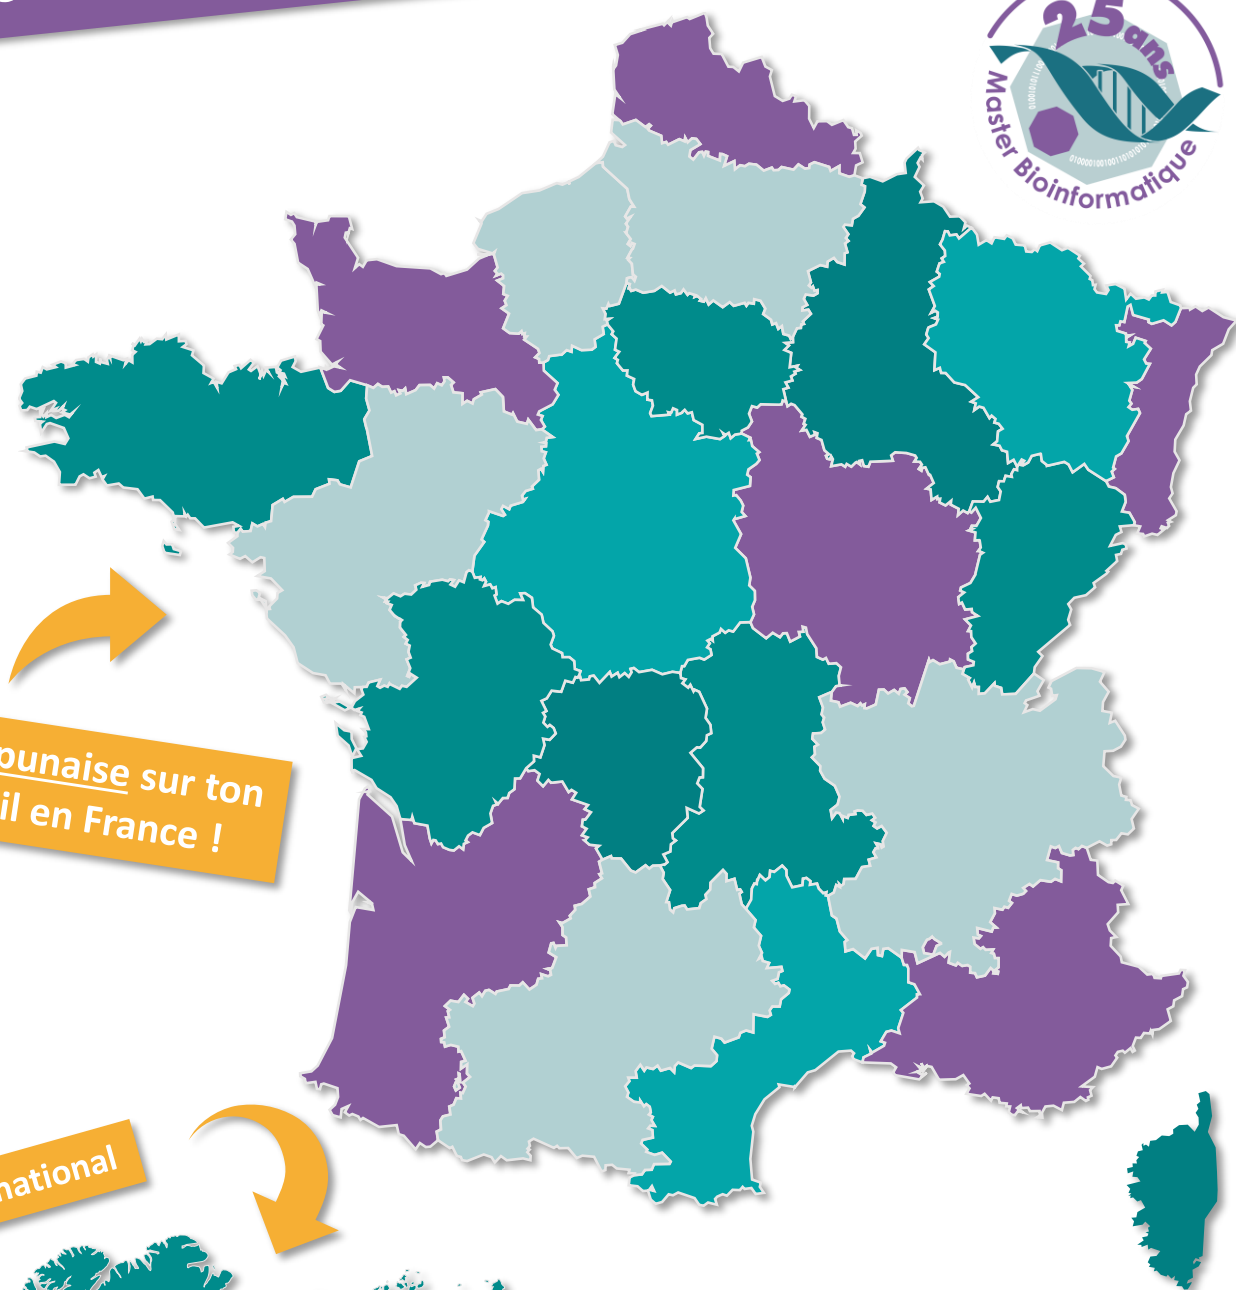 25 ans
Master Bioinformatique
punaise sur ton
il en France !
national